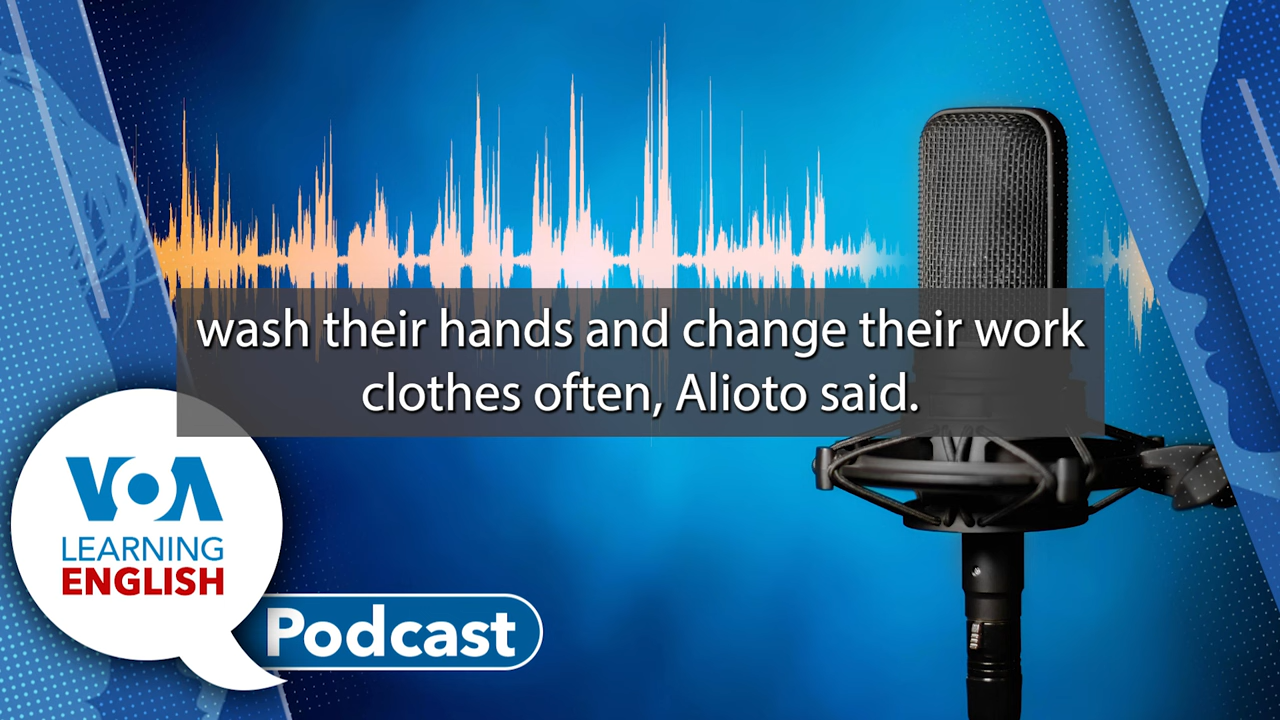 wash their hands and change their work
clothes often, Alioto said.
VOA
LEARNING
ENGLISH
Podcast